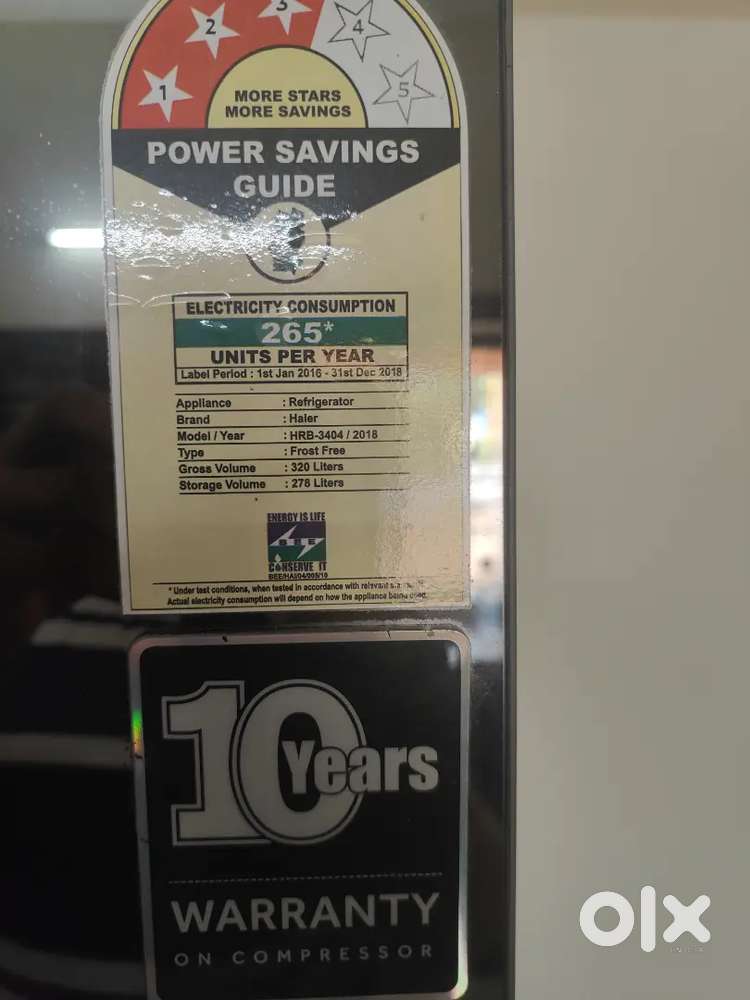 1 2 3 4 5
MORE STARS
MORE SAVINGS
POWER SAVINGS
GUIDE
ELECTRICITY CONSUMPTION
265*
UNITS PER YEAR
Label Period : 1st Jan 2016 - 31st Dec 2018
Appliance : Refrigerator
Brand : Haier
Model / Year : HRB-3404 / 2018
Type : Frost Free
Gross Volume : 320 Liters
Storage Volume : 278 Liters
ENERGY IS LIFE
BEE
CONSERVE IT
* Under test conditions, when tested in accordance with relevant
Actual electricity consumption will depend on how the appliance being used.
10 Years
WARRANTY
ON COMPRESSOR
olx